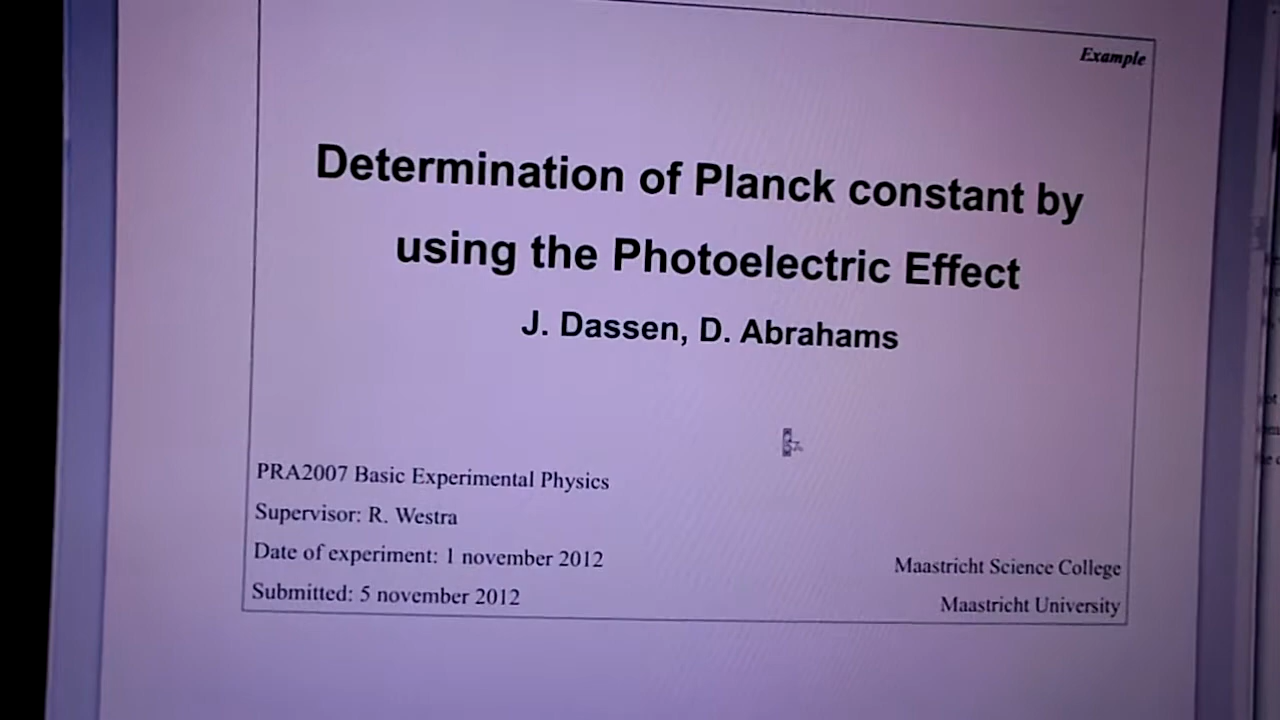 Example
Determination of Planck constant by
using the Photoelectric Effect
J. Dassen, D. Abrahams
PRA2007 Basic Experimental Physics
Supervisor: R. Westra
Date of experiment: 1 november 2012
Submitted: 5 november 2012
Maastricht Science College
Maastricht University